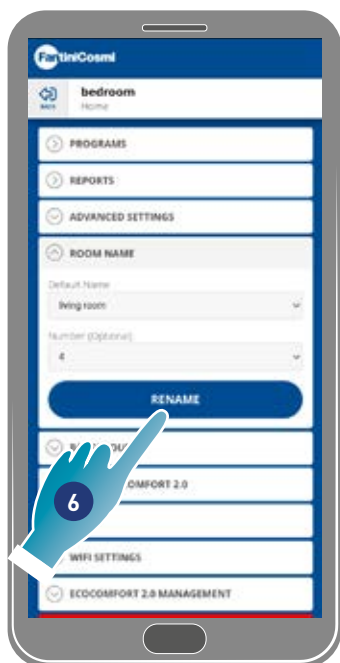 FantiniCosmi
BACK
bedroom
Home
PROGRAMS
REPORTS
ADVANCED SETTINGS
ROOM NAME
Default Name
living room
Number (Optional)
4
RENAME
6
COMFORT 2.0
WIFI SETTINGS
ECOCOMFORT 2.0 MANAGEMENT